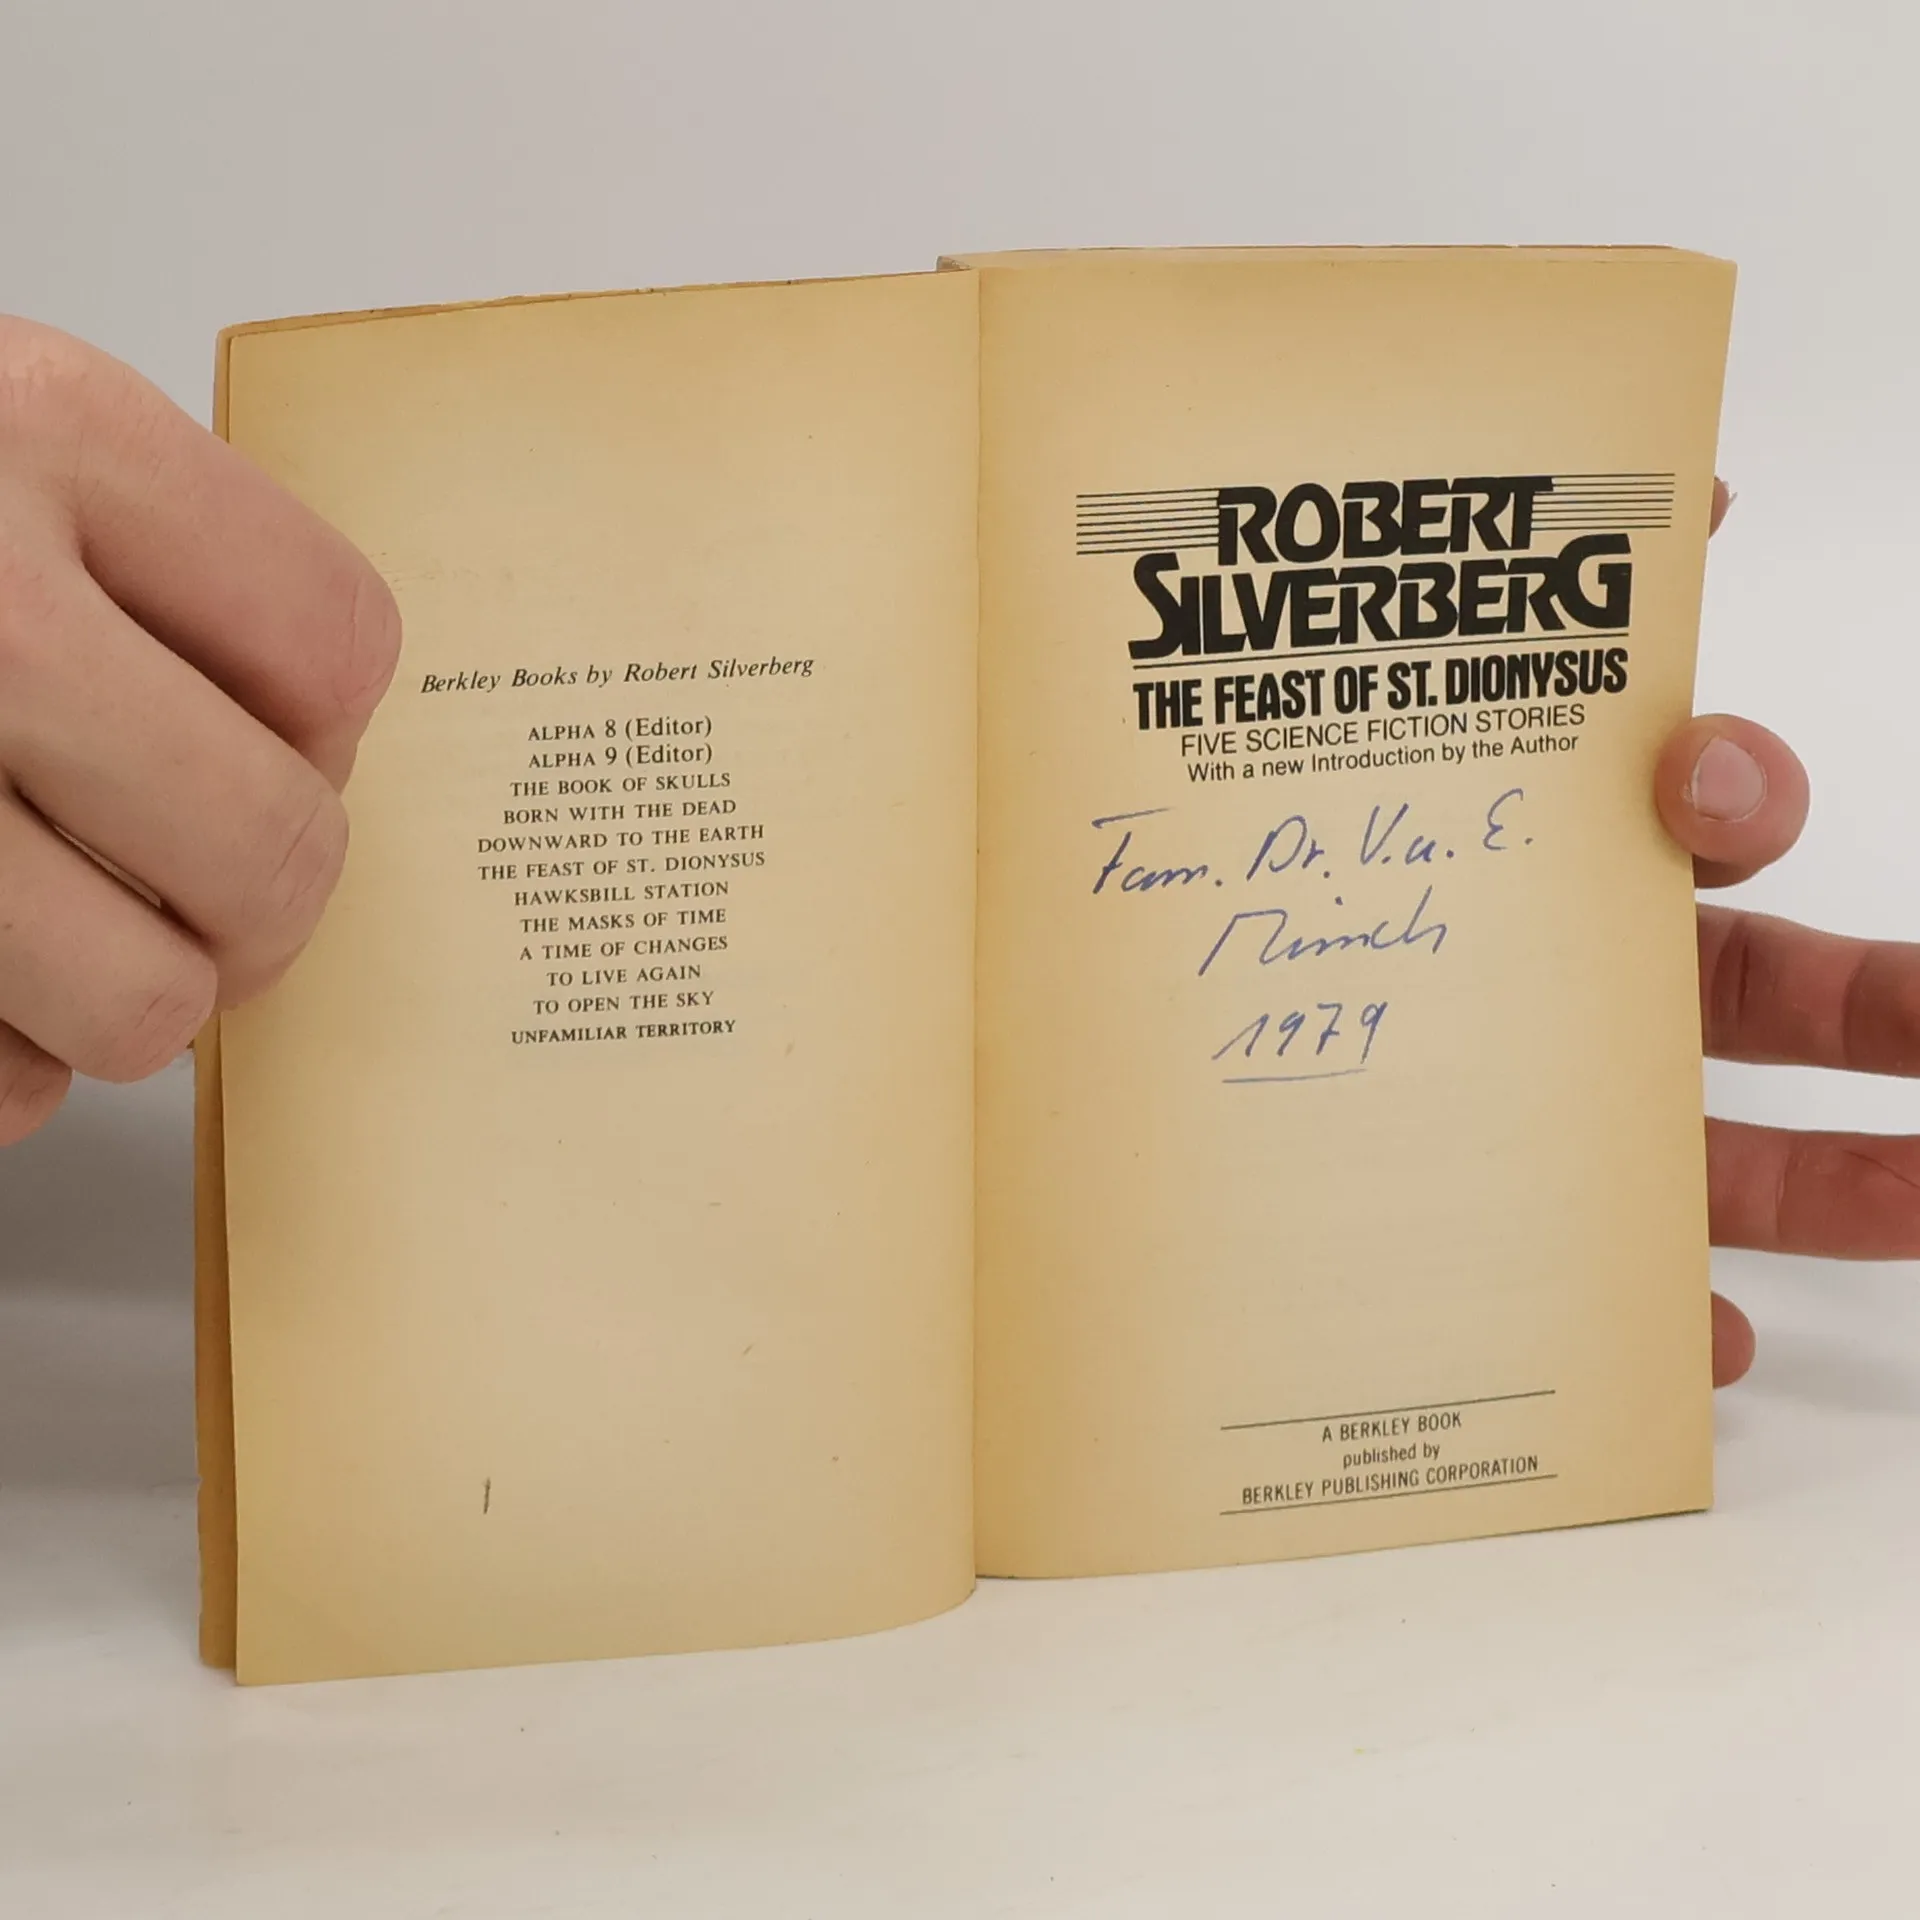 Berkley Books by Robert Silverberg
ALPHA 8 (Editor)
ALPHA 9 (Editor)
THE BOOK OF SKULLS
BORN WITH THE DEAD
DOWNWARD TO THE EARTH
THE FEAST OF ST. DIONYSUS
HAWKSBILL STATION
THE MASKS OF TIME
A TIME OF CHANGES
TO LIVE AGAIN
TO OPEN THE SKY
UNFAMILIAR TERRITORY
ROBERT
SILVERBERG
THE FEAST OF ST. DIONYSUS
FIVE SCIENCE FICTION STORIES
With a new Introduction by the Author
Fam. Dr. V. u. E.
1979
A BERKLEY BOOK
published by
BERKLEY PUBLISHING CORPORATION